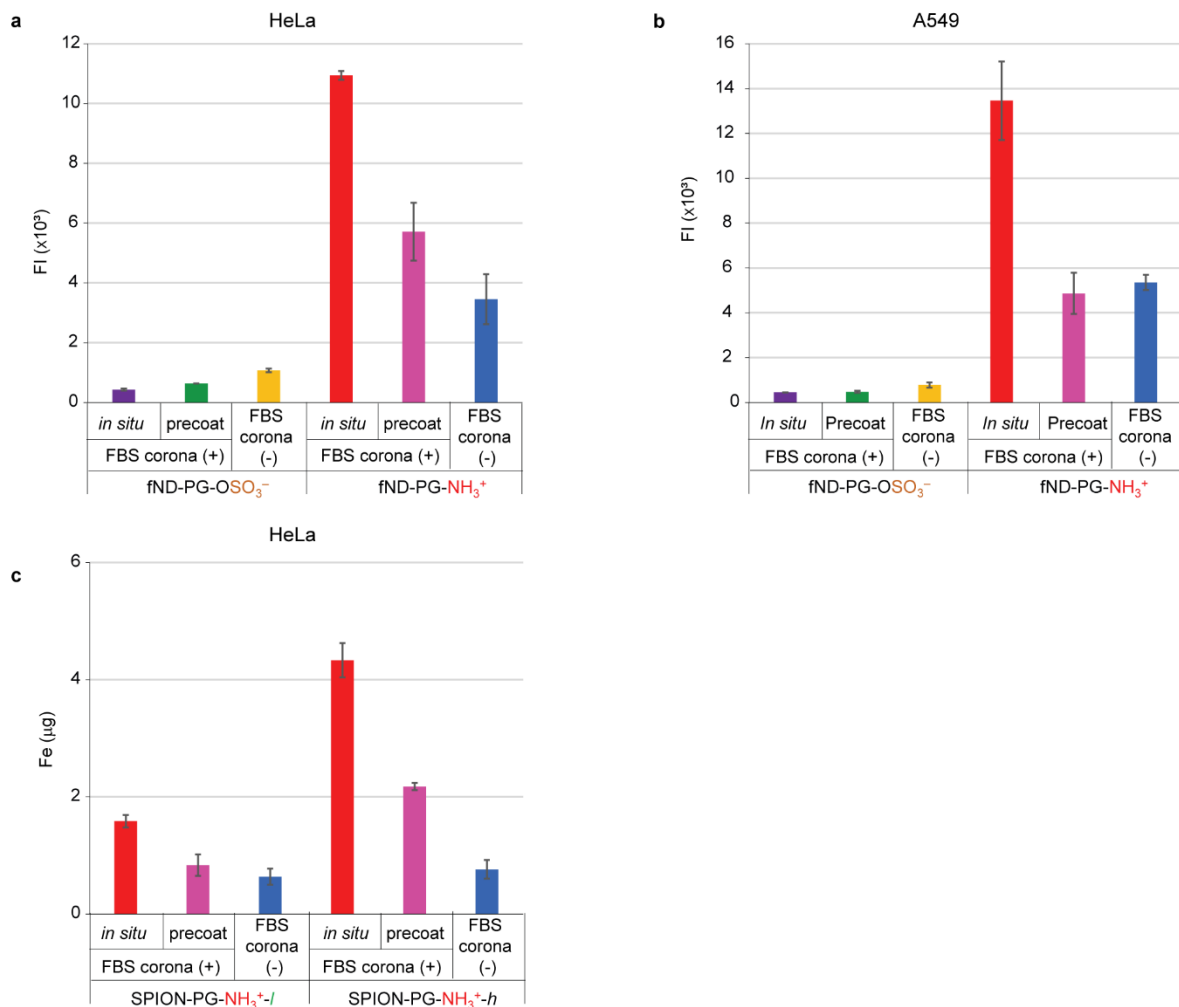 a
HeLa
12
10
8
6
4
2
0
FI (x10³)
in situ
precoat
FBS
corona
(-)
FBS corona (+)
fND-PG-OSO₃⁻
in situ
precoat
FBS
corona
(-)
FBS corona (+)
fND-PG-NH₃⁺
b
A549
16
14
12
10
8
6
4
2
0
FI (x10³)
In situ
Precoat
FBS
corona
(-)
FBS corona (+)
fND-PG-OSO₃⁻
In situ
Precoat
FBS
corona
(-)
FBS corona (+)
fND-PG-NH₃⁺
c
HeLa
6
4
2
0
Fe (µg)
in situ
precoat
FBS
corona
(-)
FBS corona (+)
SPION-PG-NH₃⁺-l
in situ
precoat
FBS
corona
(-)
FBS corona (+)
SPION-PG-NH₃⁺-h